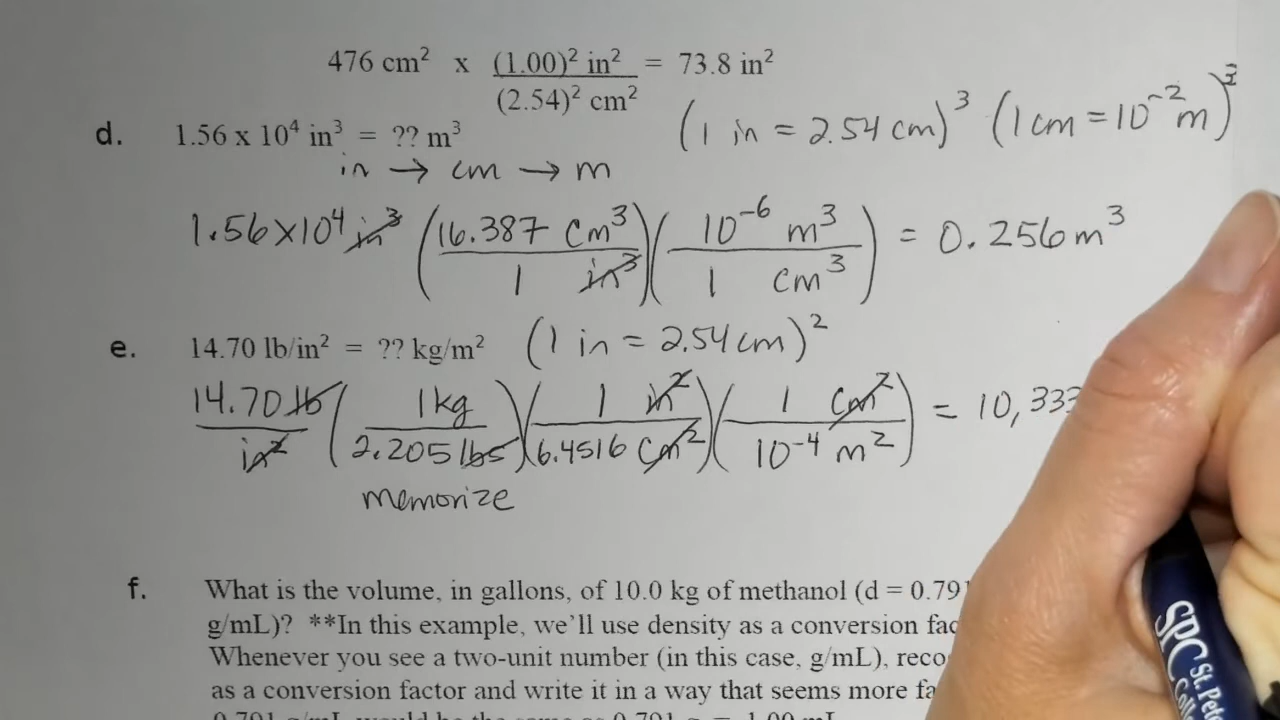 476 cm² x (1.00)² in² = 73.8 in²
(2.54)² cm²
(1 in = 2.54 cm)³ (1 cm = 10⁻² m)³
d. 1.56 x 10⁴ in³ = ?? m³
in → cm → m
1.56 x 10⁴ in³ (16.387 cm³ / 1 in³)(10⁻⁶ m³ / 1 cm³) = 0.256 m³
e. 14.70 lb/in² = ?? kg/m² (1 in = 2.54 cm)²
14.70 lb / in² (1 kg / 2.205 lbs)(1 in² / 6.4516 cm²)(1 cm² / 10⁻⁴ m²) = 10,333
memorize
f. What is the volume, in gallons, of 10.0 kg of methanol (d = 0.791
g/mL)? **In this example, we'll use density as a conversion fac
Whenever you see a two-unit number (in this case, g/mL), reco
as a conversion factor and write it in a way that seems more fa
SPC St. Pete